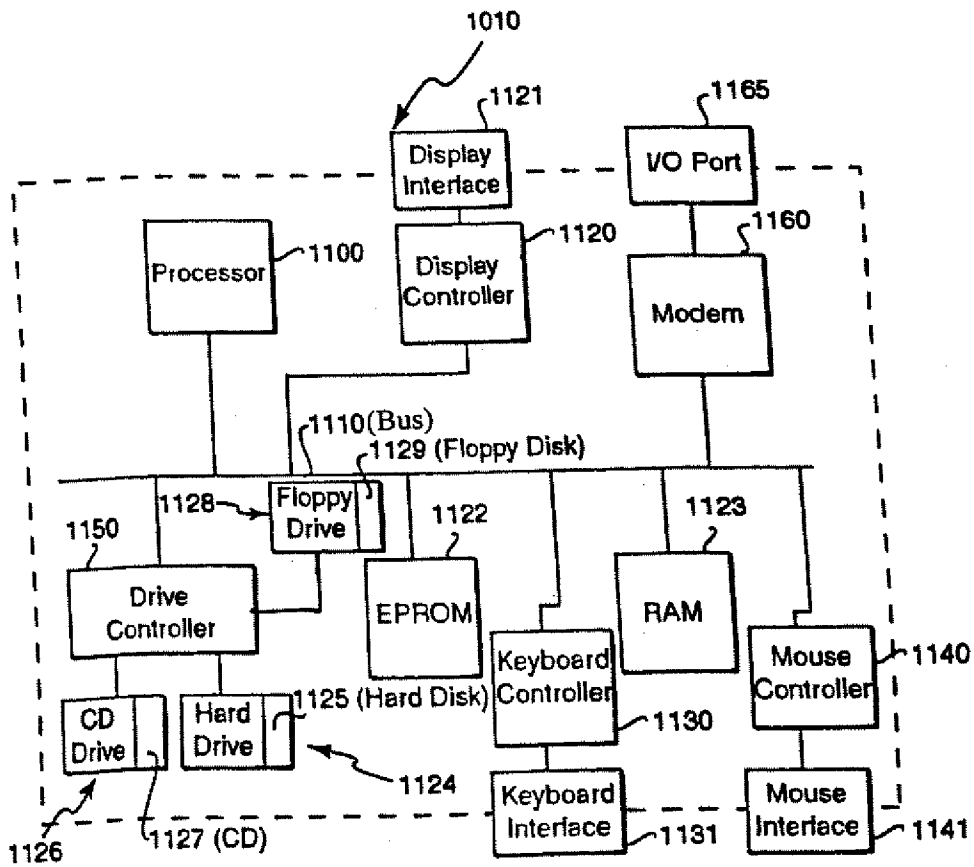 1010
1121
1165
Display
Interface
I/O Port
1120
1160
Processor
1100
Display
Controller
Modem
1110 (Bus)
1129 (Floppy Disk)
1128
Floppy
Drive
1122
1123
1150
Drive
Controller
EPROM
RAM
Keyboard
Controller
Mouse
Controller
1140
CD
Drive
Hard
Drive
1125 (Hard Disk)
1130
1124
Keyboard
Interface
Mouse
Interface
1126
1127 (CD)
1131
1141